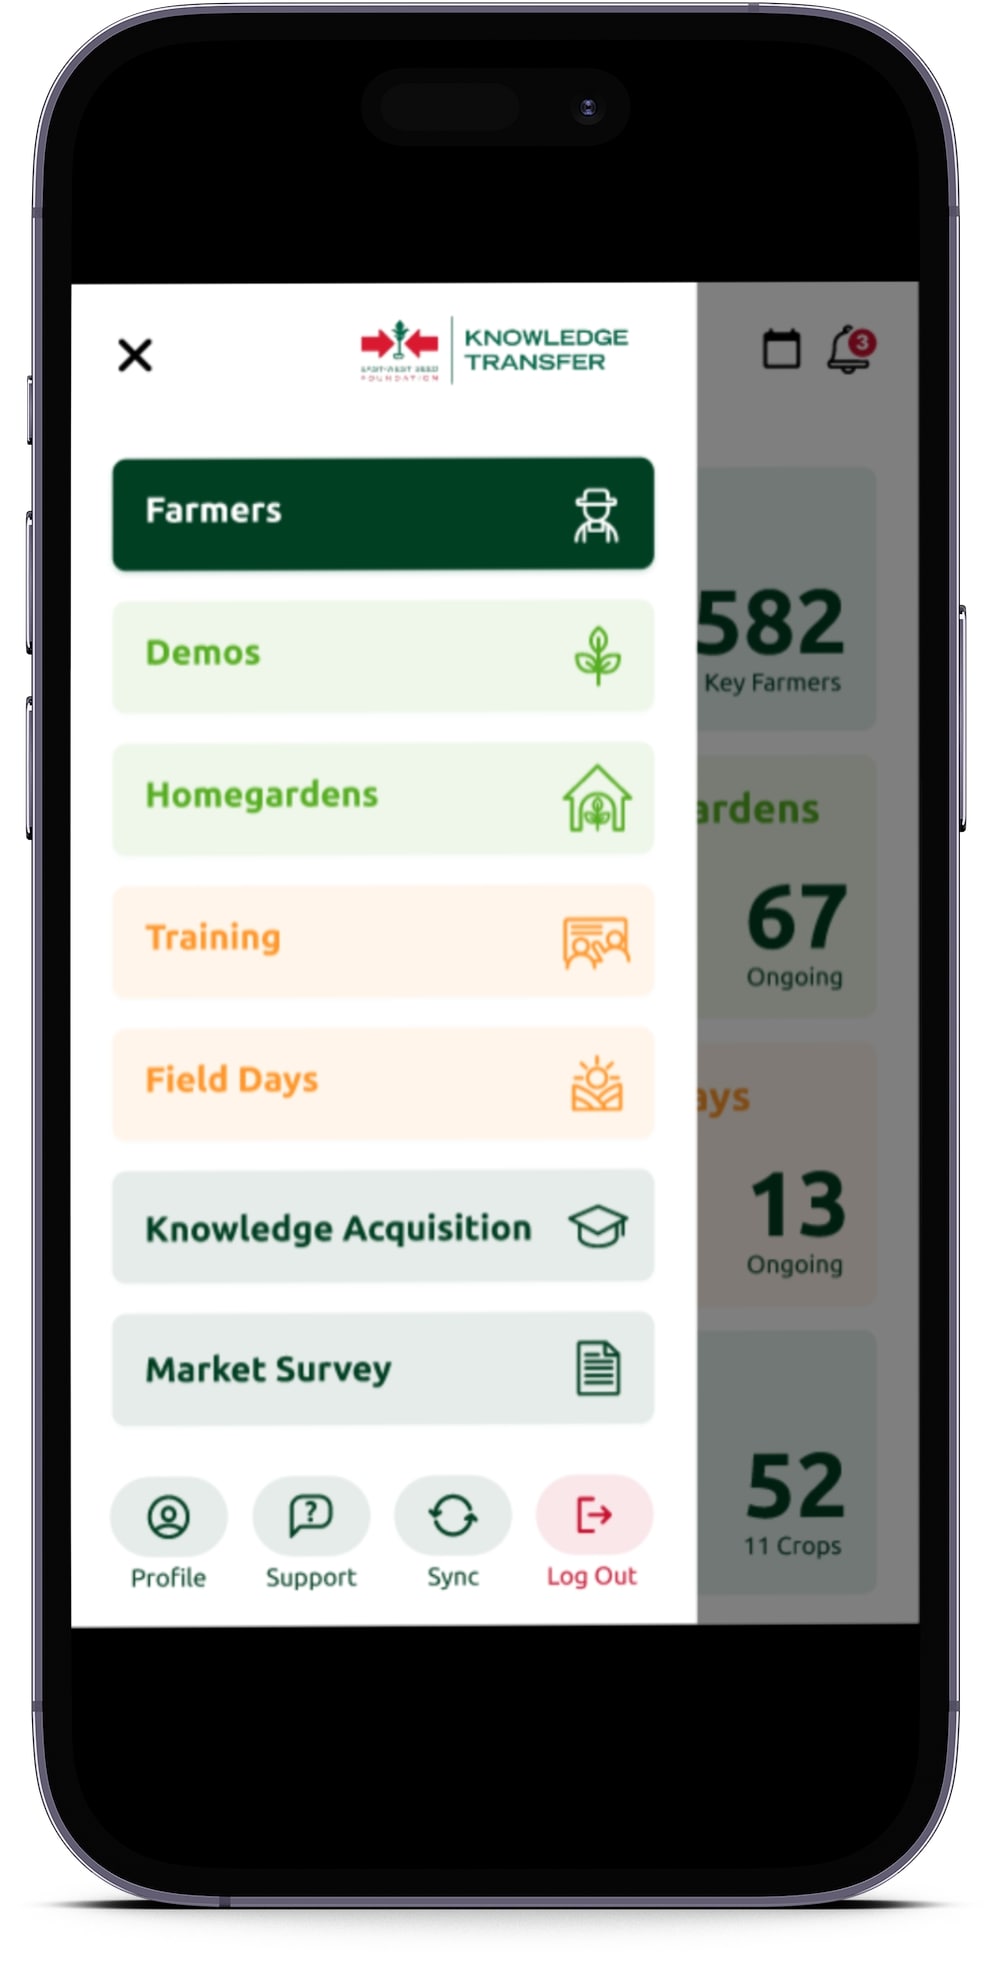 KNOWLEDGE
TRANSFER
EAST-WEST SEED
FOUNDATION
3
Farmers
Demos
Homegardens
Training
Field Days
Knowledge Acquisition
Market Survey
Profile
Support
Sync
Log Out
582
Key Farmers
ardens
67
Ongoing
ays
13
Ongoing
52
11 Crops